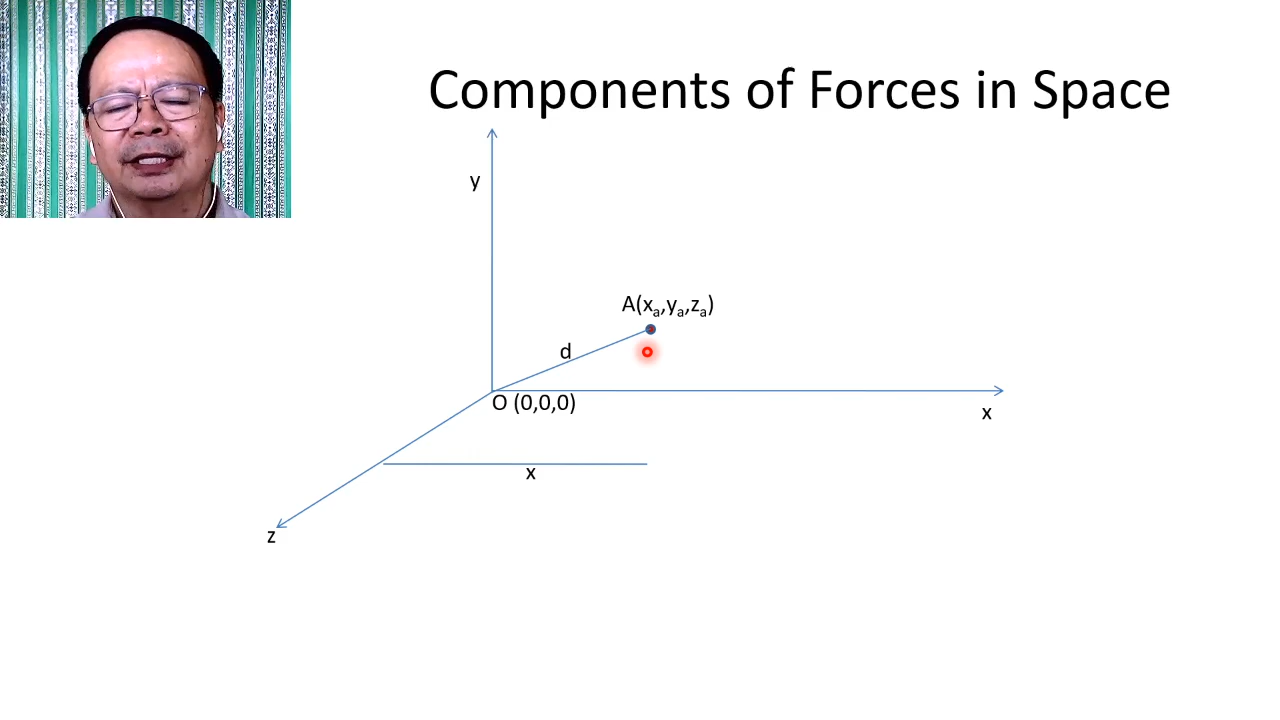 Components of Forces in Space
y
A(xₐ,yₐ,zₐ)
d
O (0,0,0)
x
x
z